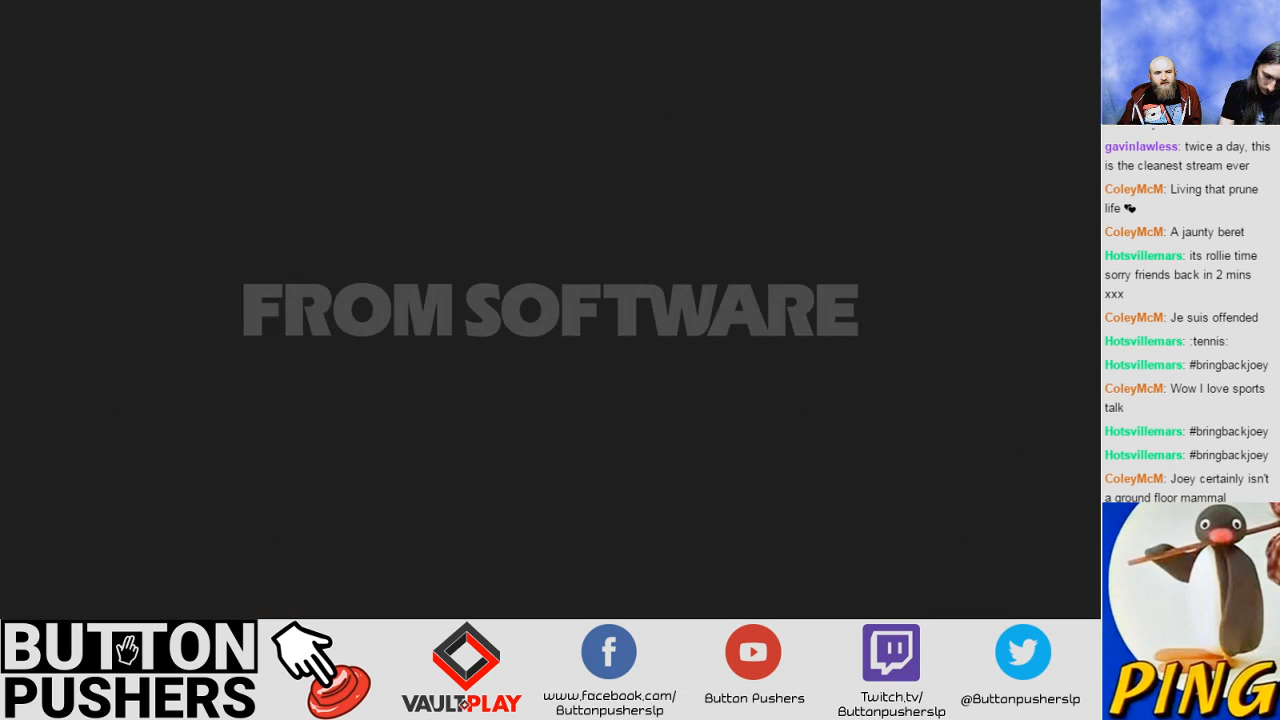 FROM SOFTWARE
gavinlawless: twice a day, this
is the cleanest stream ever
ColeyMcM: Living that prune
life
ColeyMcM: A jaunty beret
Hotsvillemars: its rollie time
sorry friends back in 2 mins
xxx
ColeyMcM: Je suis offended
Hotsvillemars: :tennis:
Hotsvillemars: #bringbackjoey
ColeyMcM: Wow I love sports
talk
Hotsvillemars: #bringbackjoey
Hotsvillemars: #bringbackjoey
ColeyMcM: Joey certainly isn't
a ground floor mammal
PING
BUTTON
PUSHERS
VAULTPLAY
www.facebook.com/
Buttonpusherslp
Button Pushers
Twitch.tv/
Buttonpusherslp
@Buttonpusherslp